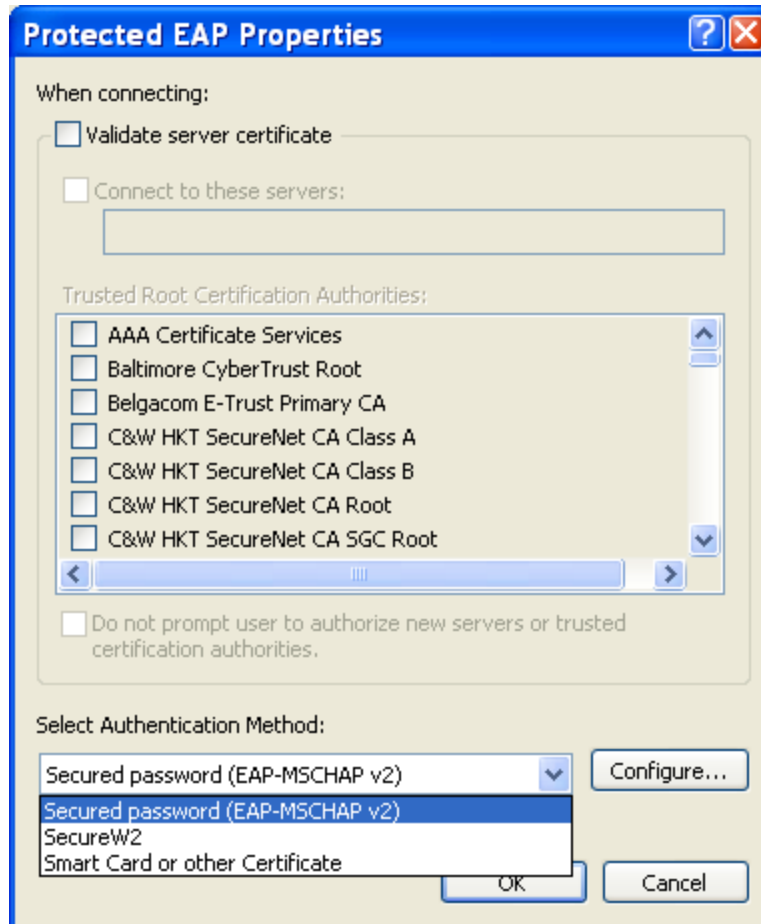 Protected EAP Properties
When connecting:
Validate server certificate
Connect to these servers:
Trusted Root Certification Authorities:
AAA Certificate Services
Baltimore CyberTrust Root
Belgacom E-Trust Primary CA
C&W HKT SecureNet CA Class A
C&W HKT SecureNet CA Class B
C&W HKT SecureNet CA Root
C&W HKT SecureNet CA SGC Root
Do not prompt user to authorize new servers or trusted
certification authorities.
Select Authentication Method:
Secured password (EAP-MSCHAP v2)
Configure...
Secured password (EAP-MSCHAP v2)
SecureW2
Smart Card or other Certificate
OK
Cancel